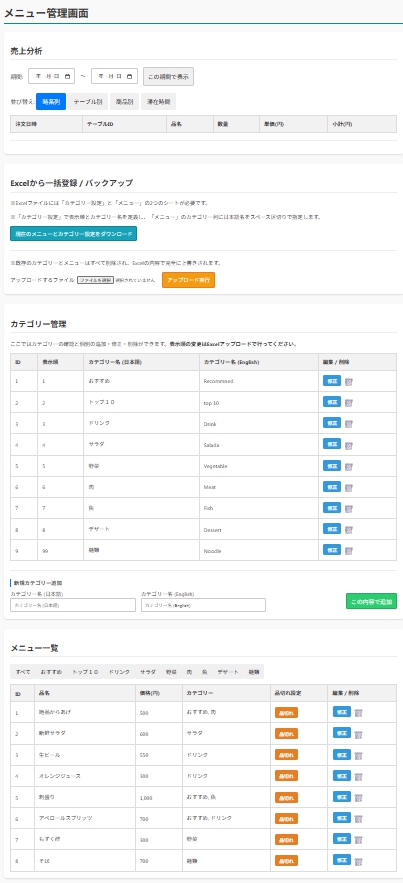 メニュー管理画面
売上分析
期間: 年 -月-日 ～ 年 -月-日 この期間で表示
並び替え: 時系列 テーブル別 商品別 滞在時間
注文日時 テーブルID 品名 数量 単価(円) 小計(円)
Excelから一括登録 / バックアップ
※Excelファイルには「カテゴリー設定」と「メニュー」の2つのシートが必要です。
※「カテゴリー設定」で表示順とカテゴリー名を定義し、「メニュー」のカテゴリー列には日本語名をスペース区切りで指定します。
現在のメニューとカテゴリー設定をダウンロード
※既存のカテゴリーとメニューはすべて削除され、Excelの内容で完全に上書きされます。
アップロードするファイル: ファイルを選択 選択されていません アップロード実行
カテゴリー管理
ここではカテゴリーの確認と個別の追加・修正・削除ができます。表示順の変更はExcelアップロードで行ってください。
ID 表示順 カテゴリー名 (日本語) カテゴリー名 (English) 編集 / 削除
1 1 おすすめ Recommned 修正
2 2 トップ１０ top 10 修正
3 3 ドリンク Drink 修正
4 4 サラダ Salada 修正
5 5 野菜 Vegetable 修正
6 6 肉 Meat 修正
7 7 魚 Fish 修正
8 8 デザート Dessert 修正
9 99 麺類 Noodle 修正
新規カテゴリー追加
カテゴリー名 (日本語) カテゴリー名 (English)
カテゴリー名 (日本語) カテゴリー名 (English) この内容で追加
メニュー一覧
すべて おすすめ トップ１０ ドリンク サラダ 野菜 肉 魚 デザート 麺類
ID 品名 価格(円) カテゴリー 品切れ設定 編集 / 削除
1 地鶏からあげ 500 おすすめ, 肉 品切れ 修正
2 新鮮サラダ 600 サラダ 品切れ 修正
3 生ビール 550 ドリンク 品切れ 修正
4 オレンジジュース 300 ドリンク 品切れ 修正
5 刺盛り 1,000 おすすめ, 魚 品切れ 修正
6 アペロールスプリッツ 700 おすすめ, ドリンク 品切れ 修正
7 もずく酢 300 野菜 品切れ 修正
8 そば 700 麺類 品切れ 修正